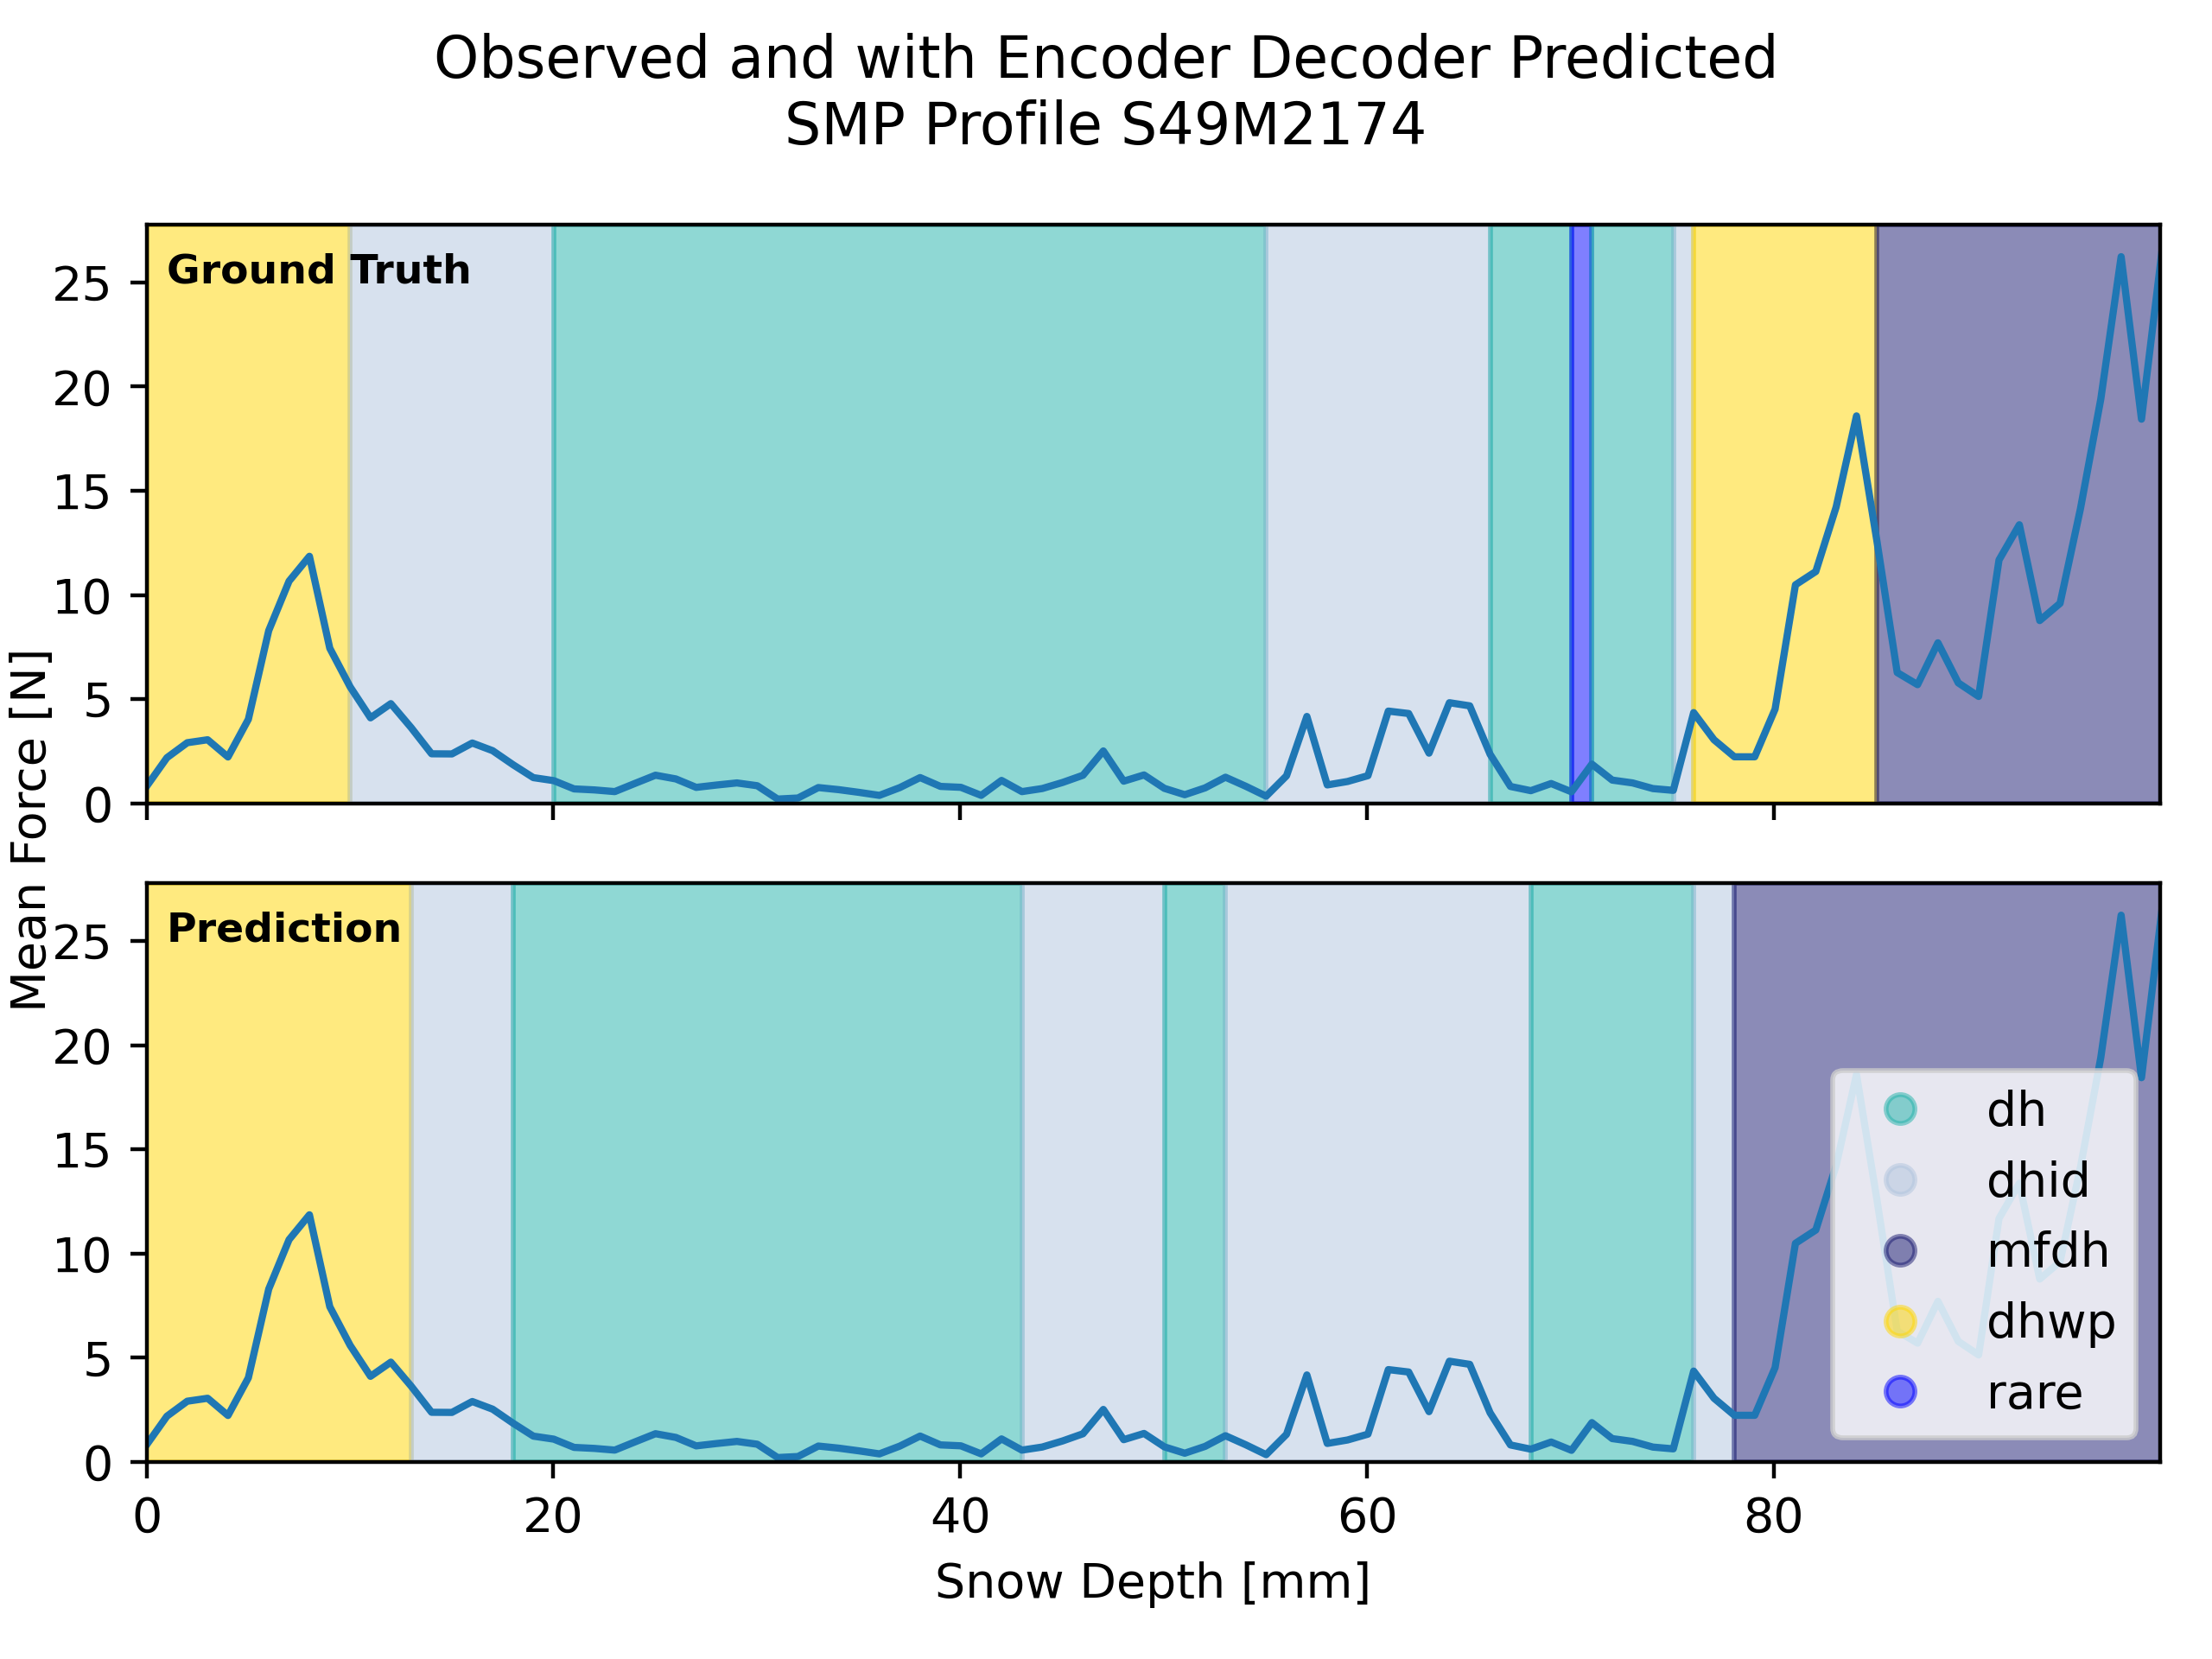 Observed and with Encoder Decoder Predicted
SMP Profile S49M2174
Ground Truth
25
20
15
10
5
0
Mean Force [N]
Prediction
25
20
15
10
5
0
dh
dhid
mfdh
dhwp
rare
0 20 40 60 80
Snow Depth [mm]